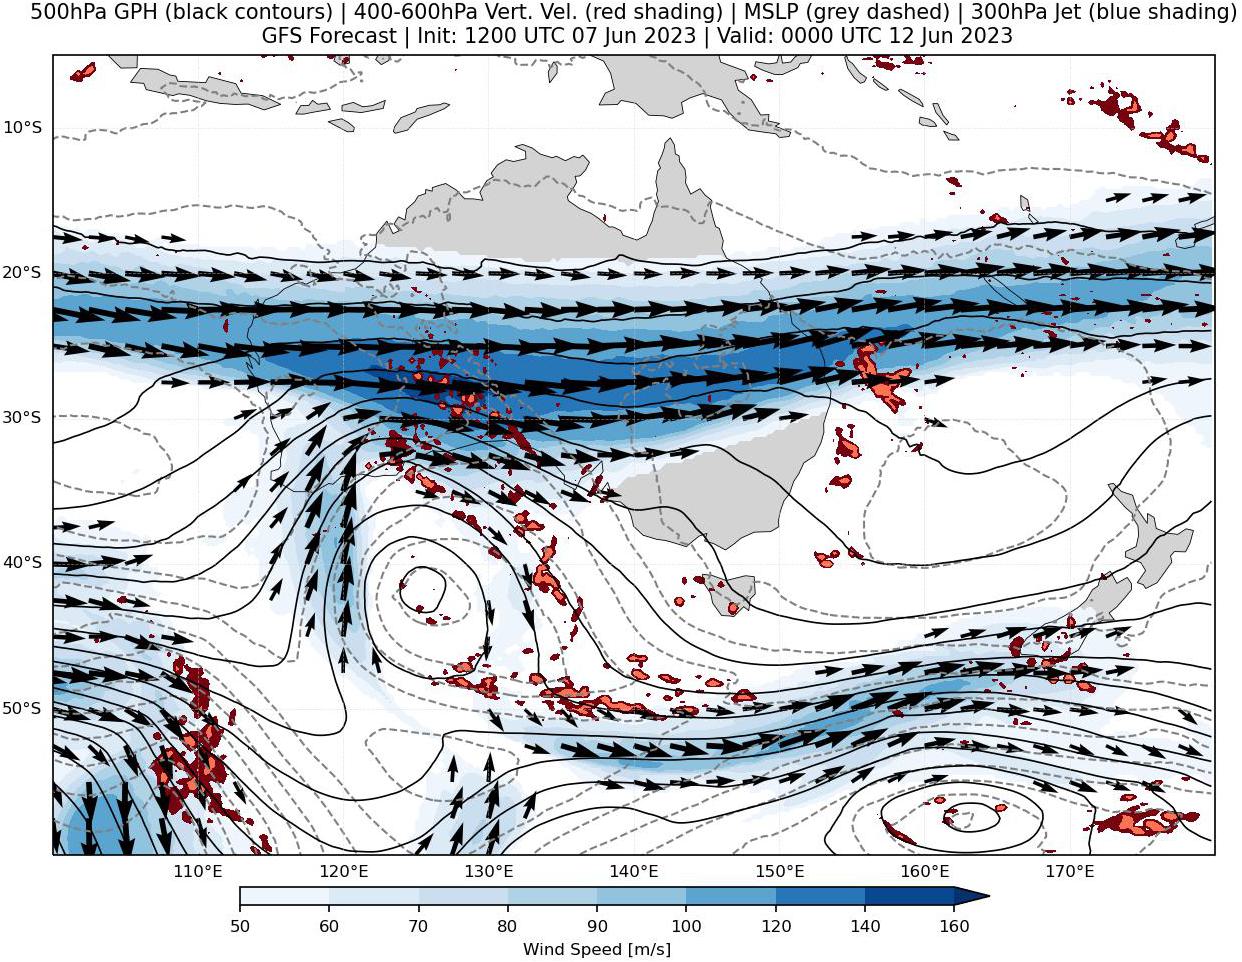 500hPa GPH (black contours) | 400-600hPa Vert. Vel. (red shading) | MSLP (grey dashed) | 300hPa Jet (blue shading)
GFS Forecast | Init: 1200 UTC 07 Jun 2023 | Valid: 0000 UTC 12 Jun 2023
10°S
20°S
30°S
40°S
50°S
110°E 120°E 130°E 140°E 150°E 160°E 170°E
50 60 70 80 90 100 120 140 160
Wind Speed [m/s]